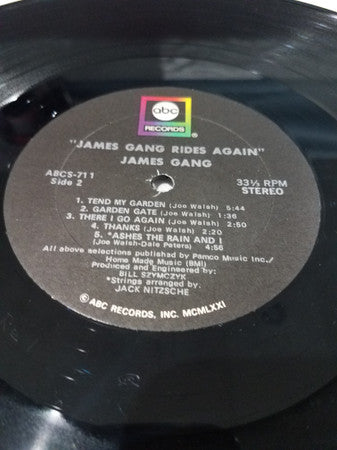 abc
RECORDS
"JAMES GANG RIDES AGAIN"
JAMES GANG
ABCS-711 33⅓ RPM
Side 2 STEREO
1. TEND MY GARDEN (Joe Walsh) 5:44
2. GARDEN GATE (Joe Walsh) 1:36
3. THERE I GO AGAIN (Joe Walsh) 2:50
4. THANKS (Joe Walsh) 2:20
5. *ASHES THE RAIN AND I
(Joe Walsh-Dale Peters) 4:56
All above selections published by Pamco Music Inc./
Home Made Music (BMI)
Produced and Engineered by:
BILL SZYMCZYK
*Strings arranged by
JACK NITZSCHE
©ABC RECORDS, INC. MCMLXXI